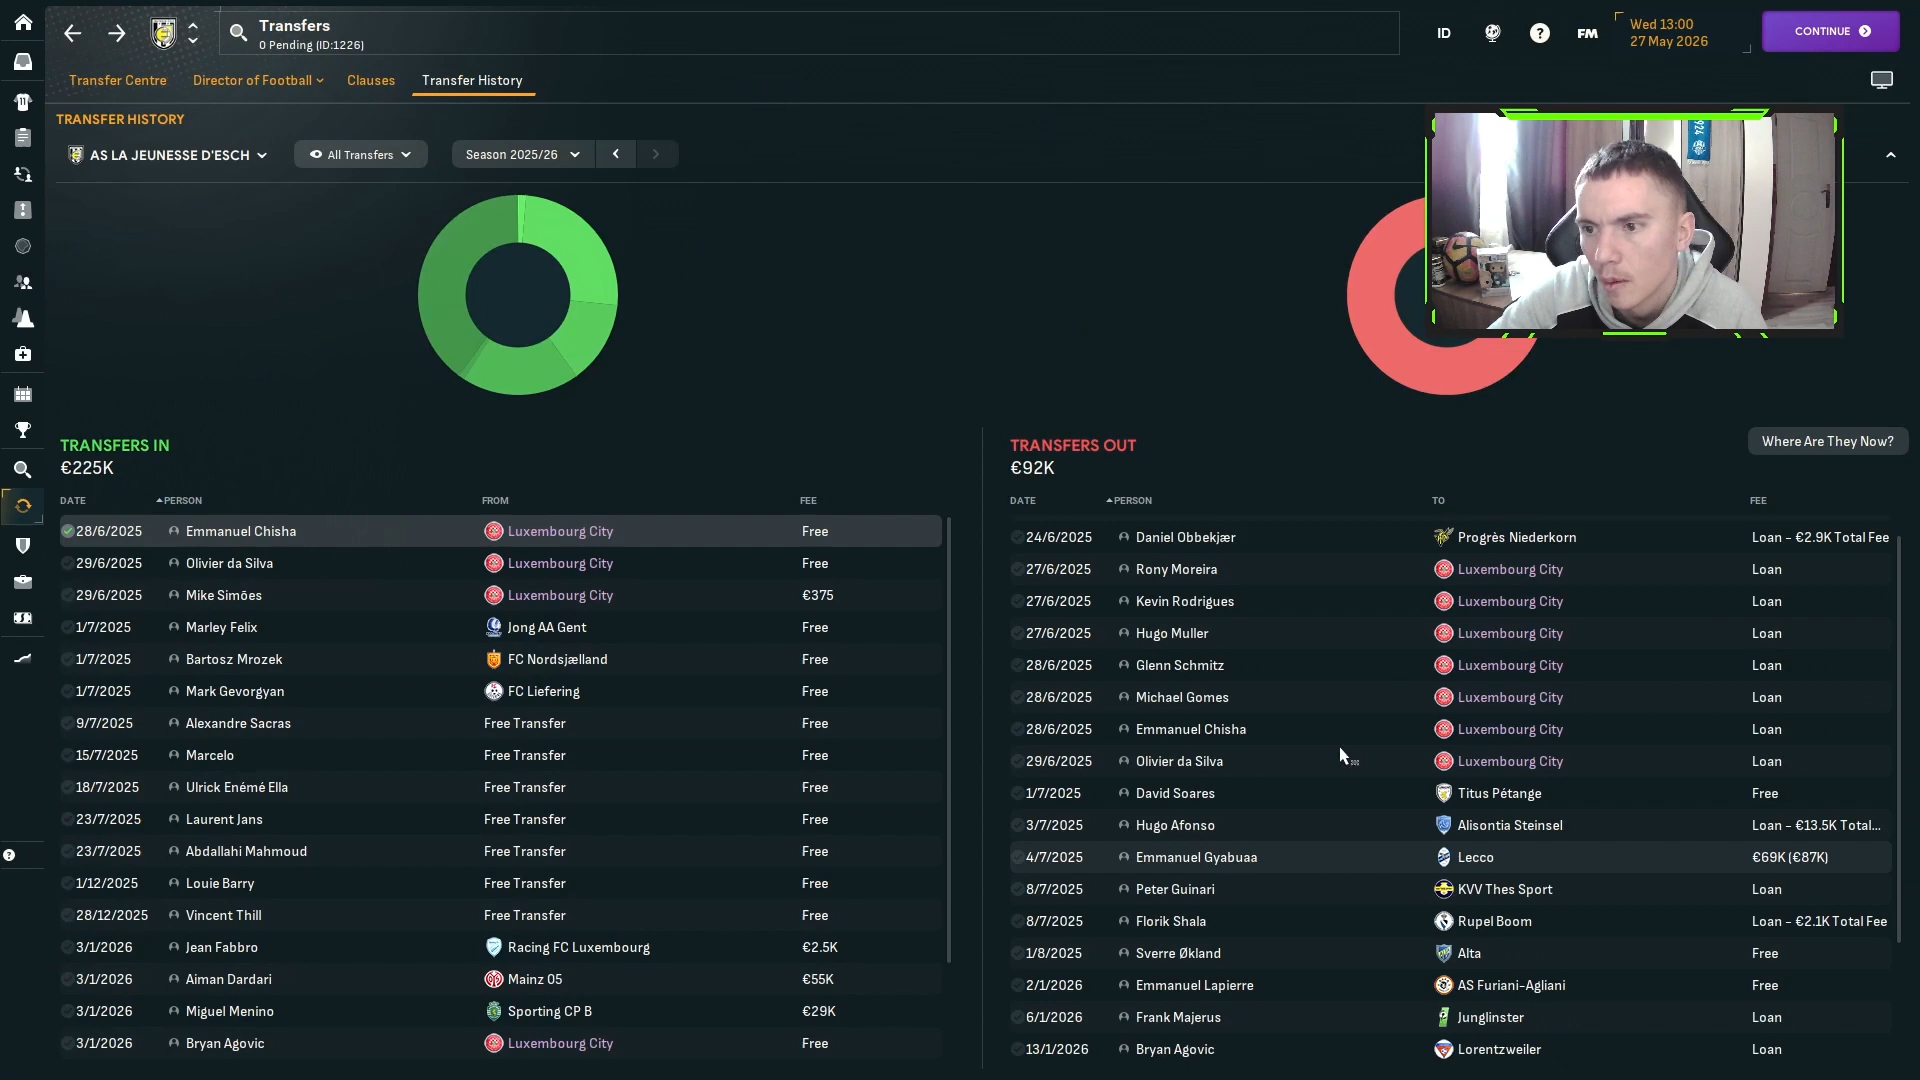 Transfers
0 Pending (ID:1226)
ID
?
FM
Wed 13:00
27 May 2026
CONTINUE
Transfer Centre
Director of Football
Clauses
Transfer History
TRANSFER HISTORY
AS LA JEUNESSE D'ESCH
All Transfers
Season 2025/26
TRANSFERS IN
€225K
DATE PERSON FROM FEE
28/6/2025 Emmanuel Chisha Luxembourg City Free
29/6/2025 Olivier da Silva Luxembourg City Free
29/6/2025 Mike Simões Luxembourg City €375
1/7/2025 Marley Felix Jong AA Gent Free
1/7/2025 Bartosz Mrozek FC Nordsjælland Free
1/7/2025 Mark Gevorgyan FC Liefering Free
9/7/2025 Alexandre Sacras Free Transfer Free
15/7/2025 Marcelo Free Transfer Free
18/7/2025 Ulrick Enémé Ella Free Transfer Free
23/7/2025 Laurent Jans Free Transfer Free
23/7/2025 Abdallahi Mahmoud Free Transfer Free
1/12/2025 Louie Barry Free Transfer Free
28/12/2025 Vincent Thill Free Transfer Free
3/1/2026 Jean Fabbro Racing FC Luxembourg €2.5K
3/1/2026 Aiman Dardari Mainz 05 €55K
3/1/2026 Miguel Menino Sporting CP B €29K
3/1/2026 Bryan Agovic Luxembourg City Free
TRANSFERS OUT
€92K
Where Are They Now?
DATE PERSON TO FEE
24/6/2025 Daniel Obbekjær Progrès Niederkorn Loan - €2.9K Total Fee
27/6/2025 Rony Moreira Luxembourg City Loan
27/6/2025 Kevin Rodrigues Luxembourg City Loan
27/6/2025 Hugo Muller Luxembourg City Loan
28/6/2025 Glenn Schmitz Luxembourg City Loan
28/6/2025 Michael Gomes Luxembourg City Loan
28/6/2025 Emmanuel Chisha Luxembourg City Loan
29/6/2025 Olivier da Silva Luxembourg City Loan
1/7/2025 David Soares Titus Pétange Free
3/7/2025 Hugo Afonso Alisontia Steinsel Loan - €13.5K Total...
4/7/2025 Emmanuel Gyabuaa Lecco €69K (€87K)
8/7/2025 Peter Guinari KVV Thes Sport Loan
8/7/2025 Florik Shala Rupel Boom Loan - €2.1K Total Fee
1/8/2025 Sverre Økland Alta Free
2/1/2026 Emmanuel Lapierre AS Furiani-Agliani Free
6/1/2026 Frank Majerus Junglinster Loan
13/1/2026 Bryan Agovic Lorentzweiler Loan